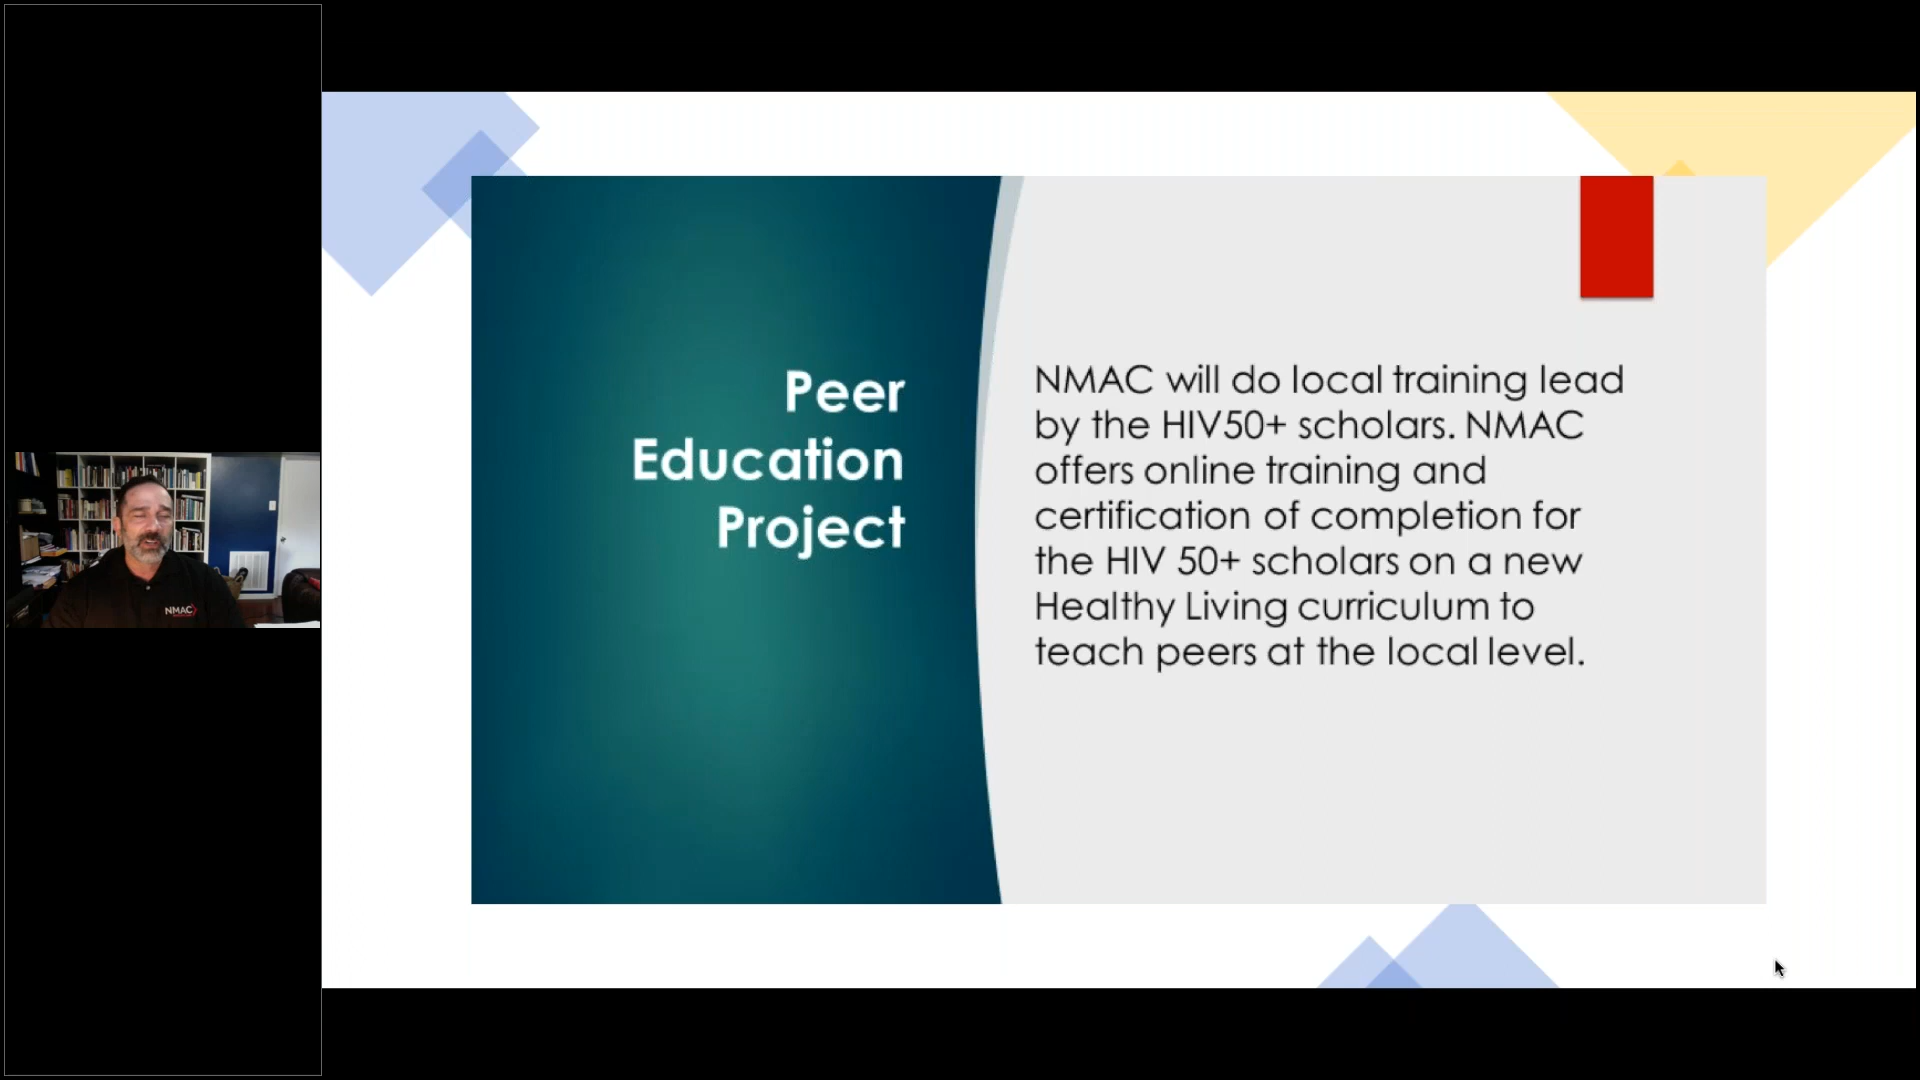 Peer
Education
Project
NMAC will do local training lead
by the HIV50+ scholars. NMAC
offers online training and
certification of completion for
the HIV 50+ scholars on a new
Healthy Living curriculum to
teach peers at the local level.
NMAC